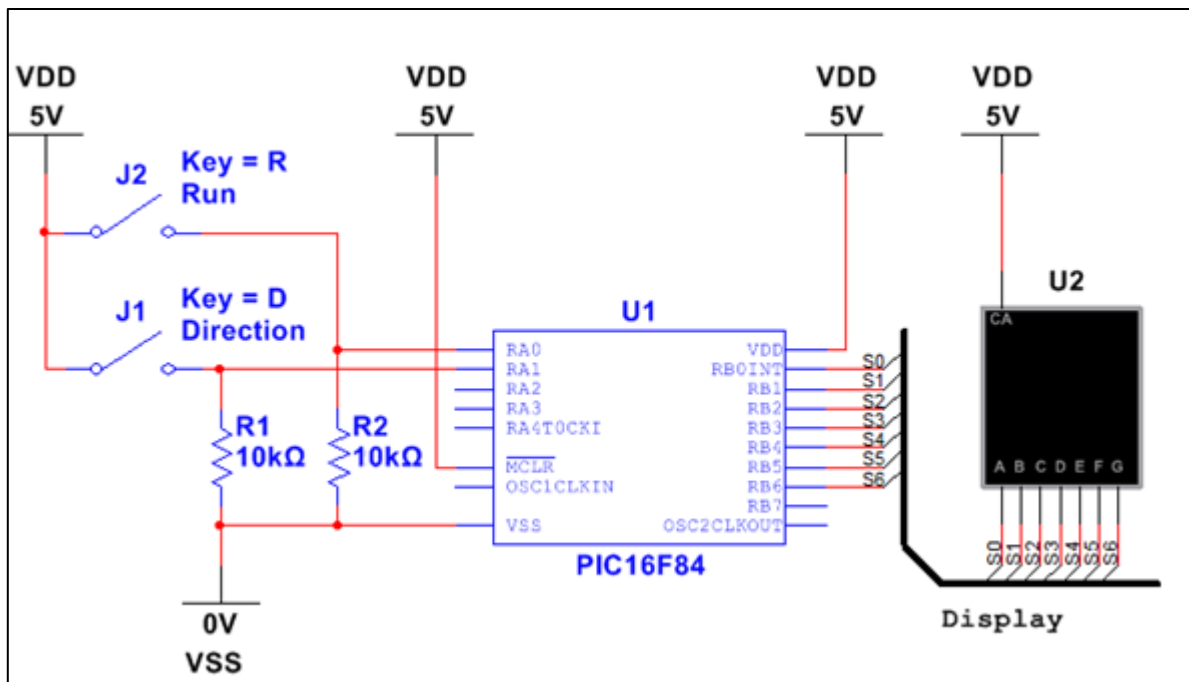 VDD
5V
VDD
5V
VDD
5V
VDD
5V
J2
Key = R
Run
J1
Key = D
Direction
R1
10kΩ
R2
10kΩ
U1
RA0
RA1
RA2
RA3
RA4T0CKI
MCLR
OSC1CLKIN
VSS
VDD
RB0INT
RB1
RB2
RB3
RB4
RB5
RB6
RB7
OSC2CLKOUT
PIC16F84
S0
S1
S2
S3
S4
S5
S6
U2
CA
A B C D E F G
S0
S1
S2
S3
S4
S5
S6
Display
0V
VSS